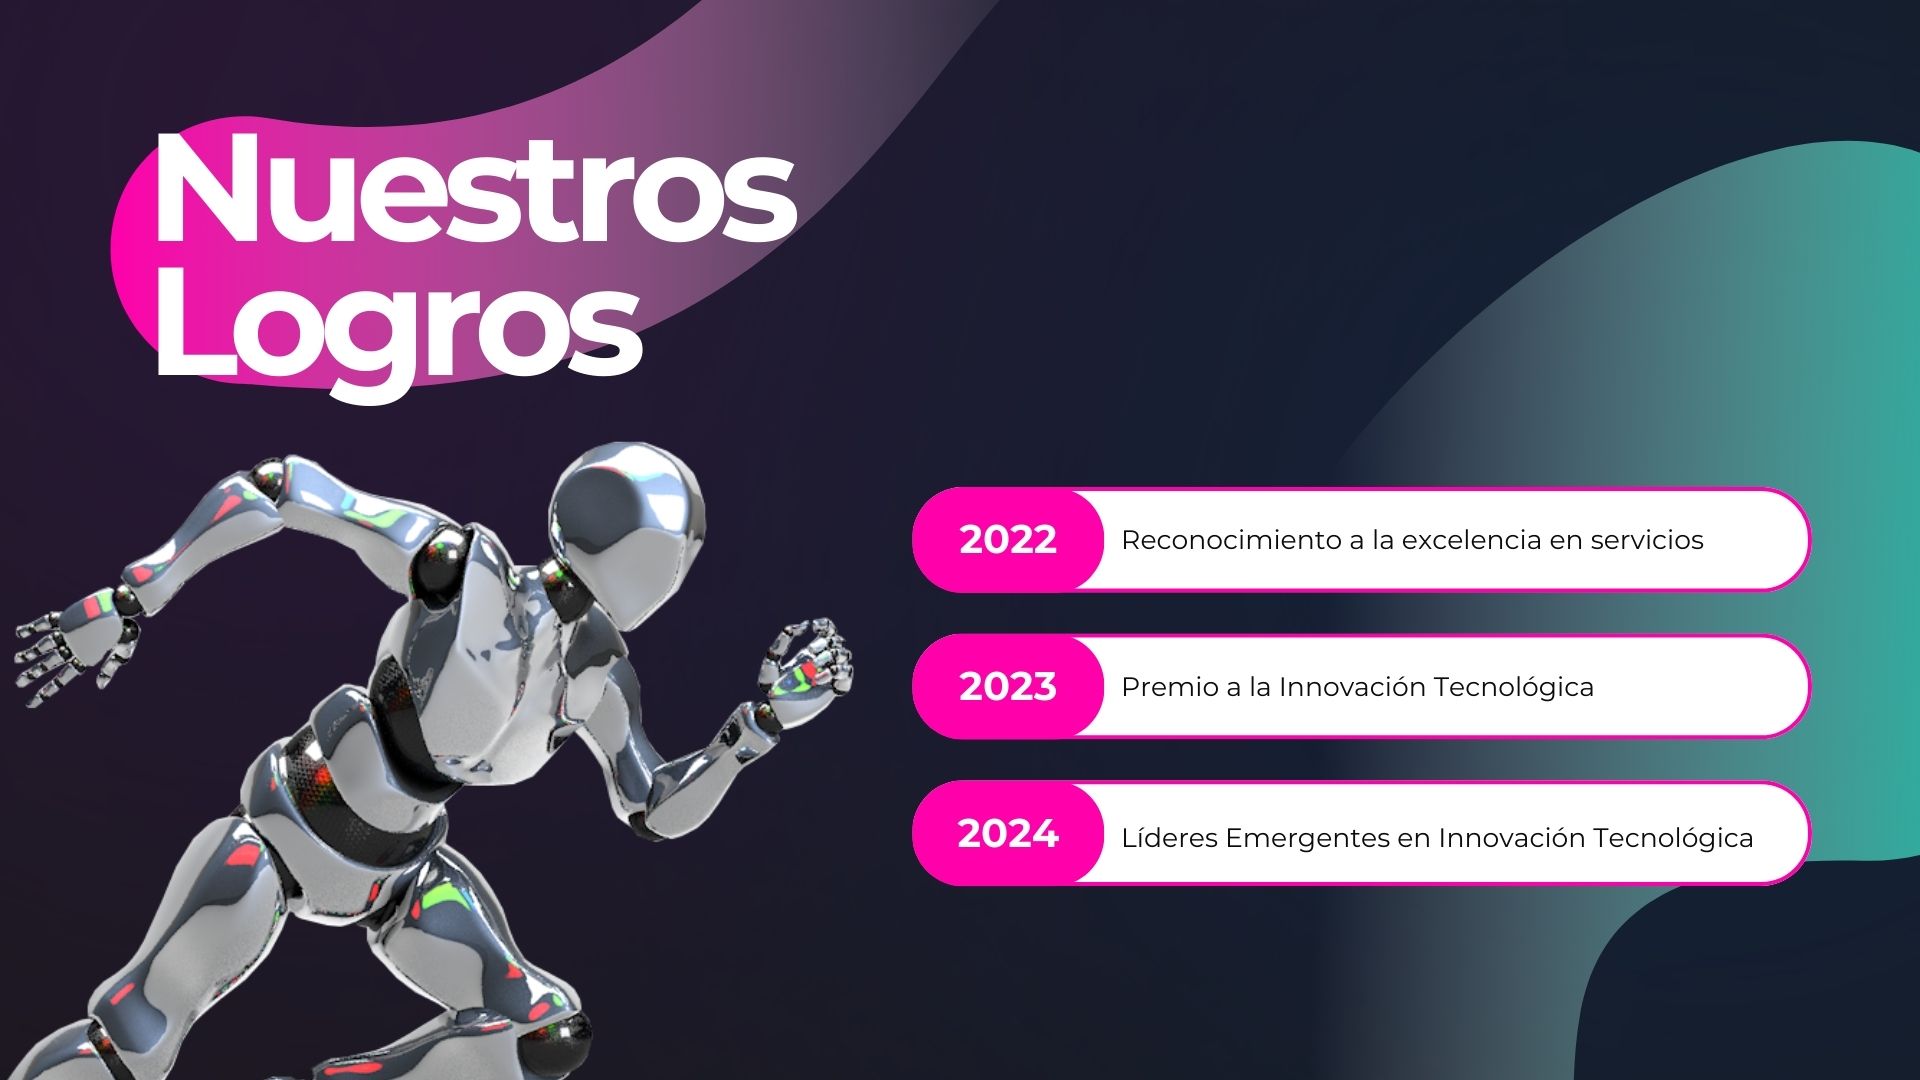 Nuestros
Logros
2022 Reconocimiento a la excelencia en servicios
2023 Premio a la Innovación Tecnológica
2024 Líderes Emergentes en Innovación Tecnológica